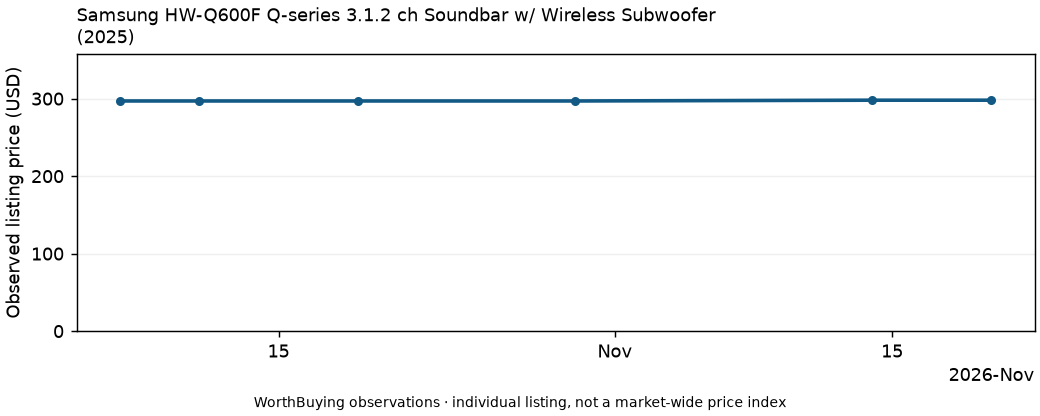 Samsung HW-Q600F Q-series 3.1.2 ch Soundbar w/ Wireless Subwoofer
(2025)
Observed listing price (USD)
300
200
100
0
15
Nov
15
2026-Nov
WorthBuying observations · individual listing, not a market-wide price index